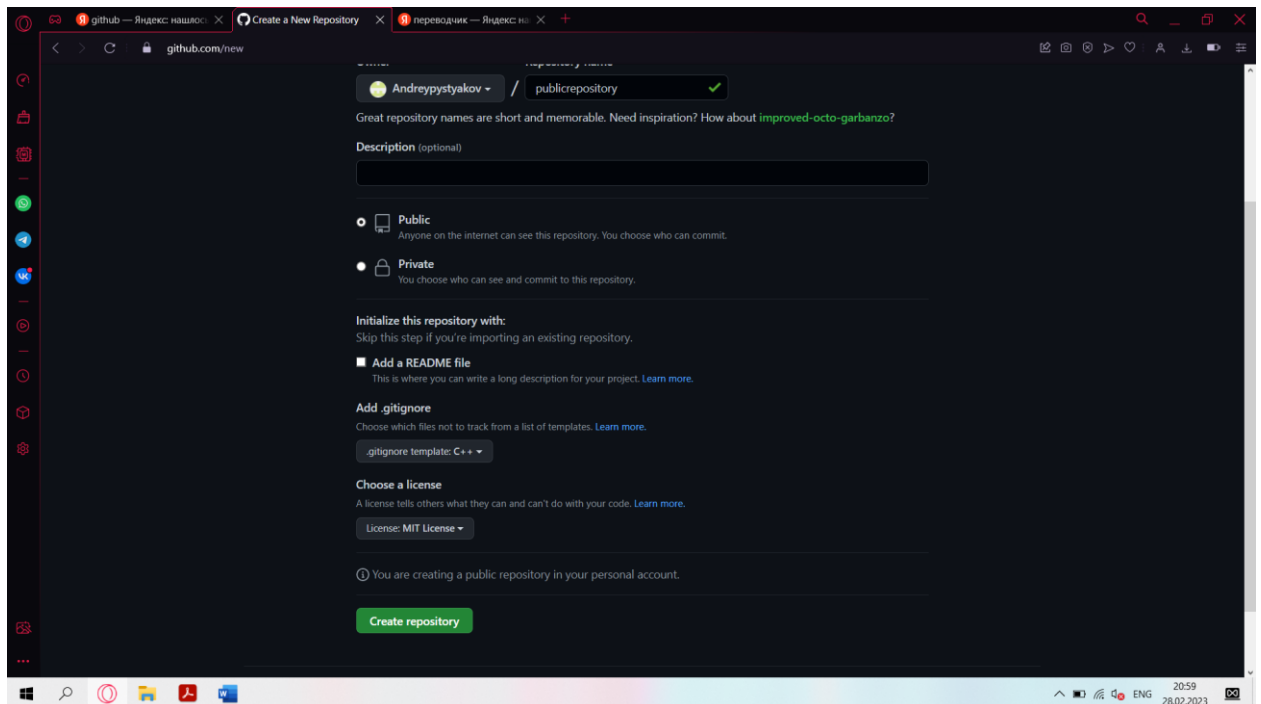 github — Яндекс: нашлос
Create a New Repository
переводчик — Яндекс: на
github.com/new
Owner
Repository name
Andreypystyakov
/
publicrepository
Great repository names are short and memorable. Need inspiration? How about improved-octo-garbanzo?
Description (optional)
Public
Anyone on the internet can see this repository. You choose who can commit.
Private
You choose who can see and commit to this repository.
Initialize this repository with:
Skip this step if you're importing an existing repository.
Add a README file
This is where you can write a long description for your project. Learn more.
Add .gitignore
Choose which files not to track from a list of templates. Learn more.
.gitignore template: C++
Choose a license
A license tells others what they can and can't do with your code. Learn more.
License: MIT License
You are creating a public repository in your personal account.
Create repository
ENG
20:59
28.02.2023